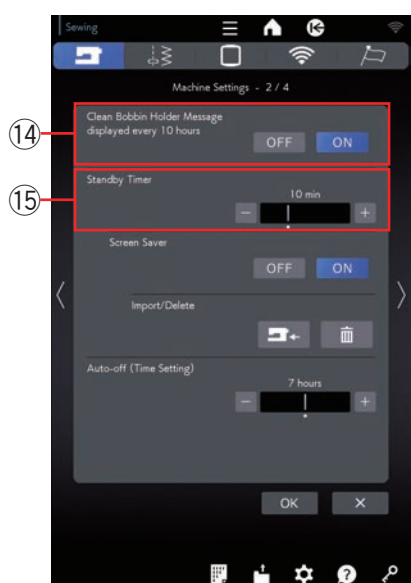 Sewing
Machine Settings - 2 / 4
⑭
Clean Bobbin Holder Message
displayed every 10 hours
OFF ON
⑮
Standby Timer
10 min
− +
Screen Saver
OFF ON
Import/Delete
Auto-off (Time Setting)
7 hours
− +
OK ×
?